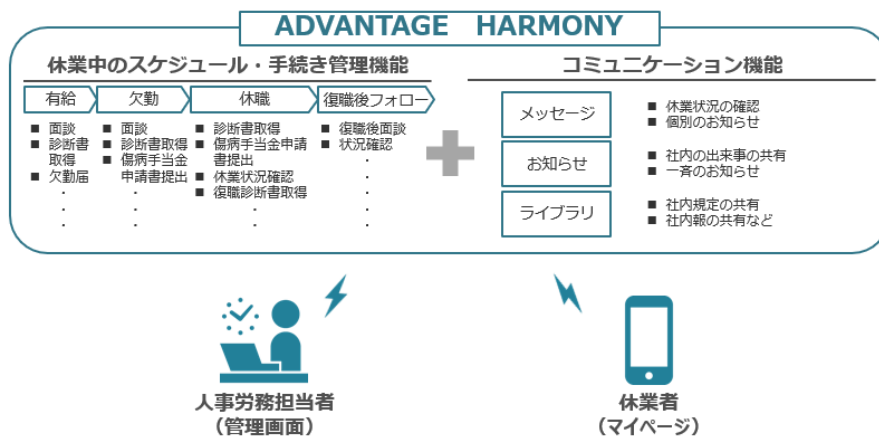 ADVANTAGE HARMONY
休業中のスケジュール・手続き管理機能
有給
欠勤
休職
復職後フォロー
■ 面談
■ 診断書
取得
■ 欠勤届
・
・
・
■ 面談
■ 診断書取得
■ 傷病手当金
申請書提出
・
・
・
■ 診断書取得
■ 傷病手当金申請
書提出
■ 休業状況確認
■ 復職診断書取得
・
・
■ 復職後面談
■ 状況確認
・
・
・
・
・
コミュニケーション機能
メッセージ
■ 休業状況の確認
■ 個別のお知らせ
お知らせ
■ 社内の出来事の共有
■ 一斉のお知らせ
ライブラリ
■ 社内規定の共有
■ 社内報の共有など
人事労務担当者
（管理画面）
休業者
（マイページ）